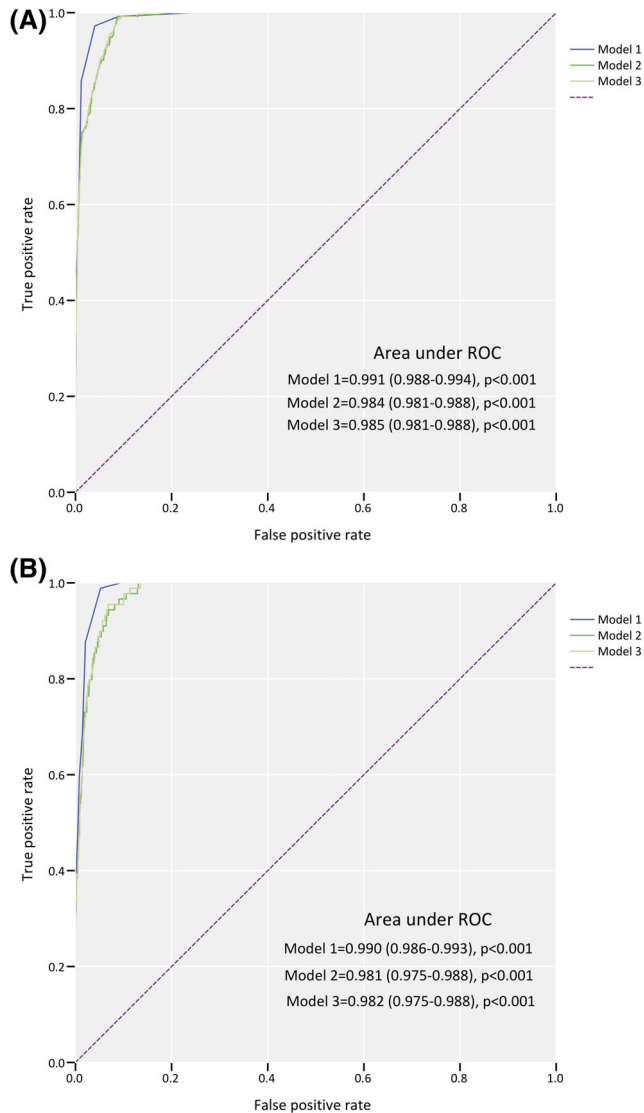 (A)
1.0
0.8
0.6
0.4
0.2
0.0
True positive rate
0.0 0.2 0.4 0.6 0.8 1.0
False positive rate
Model 1
Model 2
Model 3
Area under ROC
Model 1=0.991 (0.988-0.994), p<0.001
Model 2=0.984 (0.981-0.988), p<0.001
Model 3=0.985 (0.981-0.988), p<0.001
(B)
1.0
0.8
0.6
0.4
0.2
0.0
True positive rate
0.0 0.2 0.4 0.6 0.8 1.0
False positive rate
Model 1
Model 2
Model 3
Area under ROC
Model 1=0.990 (0.986-0.993), p<0.001
Model 2=0.981 (0.975-0.988), p<0.001
Model 3=0.982 (0.975-0.988), p<0.001